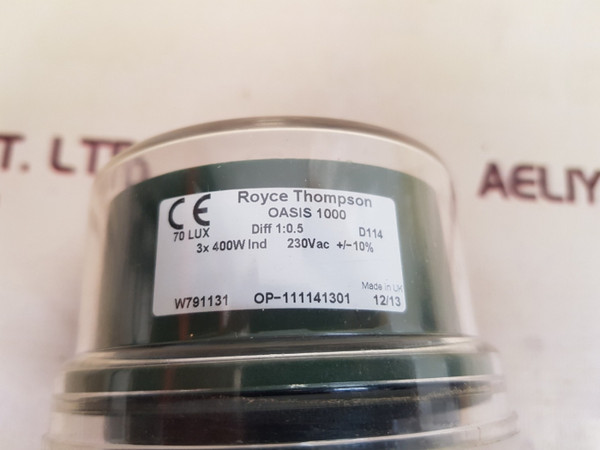 T. LTD
AELIY
CE
Royce Thompson
OASIS 1000
70 LUX Diff 1:0.5 D114
3x 400W Ind 230Vac +/-10%
Made in UK
W791131 OP-111141301 12/13